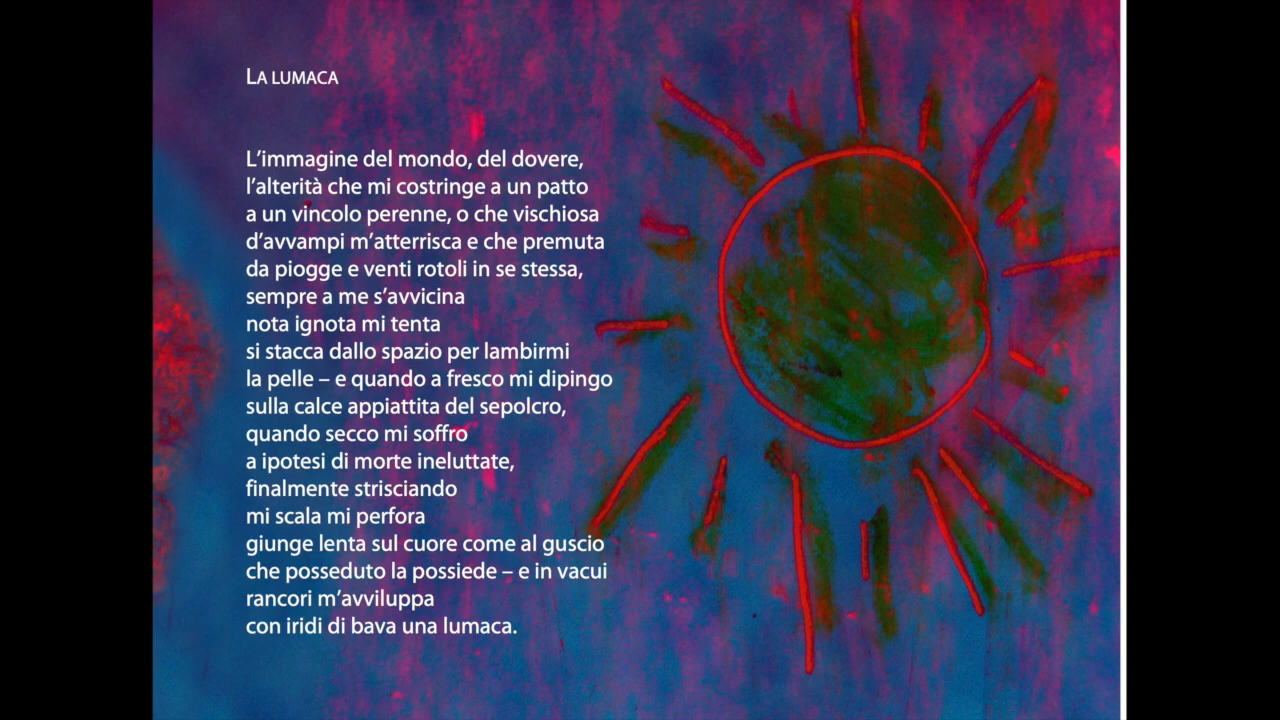 La lumaca
L’immagine del mondo, del dovere,
l’alterità che mi costringe a un patto
a un vincolo perenne, o che vischiosa
d’avvampi m’atterrisca e che premuta
da piogge e venti rotoli in se stessa,
sempre a me s’avvicina
nota ignota mi tenta
si stacca dallo spazio per lambirmi
la pelle – e quando a fresco mi dipingo
sulla calce appiattita del sepolcro,
quando secco mi soffro
a ipotesi di morte ineluttate,
finalmente strisciando
mi scala mi perfora
giunge lenta sul cuore come al guscio
che posseduto la possiede – e in vacui
rancori m’avviluppa
con iridi di bava una lumaca.